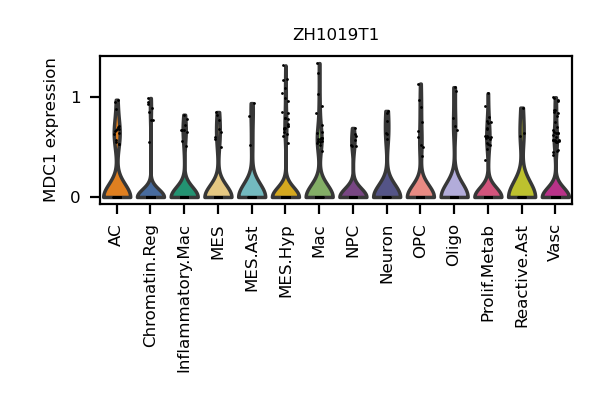 ZH1019T1
MDC1 expression
1
0
AC
Chromatin.Reg
Inflammatory.Mac
MES
MES.Ast
MES.Hyp
Mac
NPC
Neuron
OPC
Oligo
Prolif.Metab
Reactive.Ast
Vasc